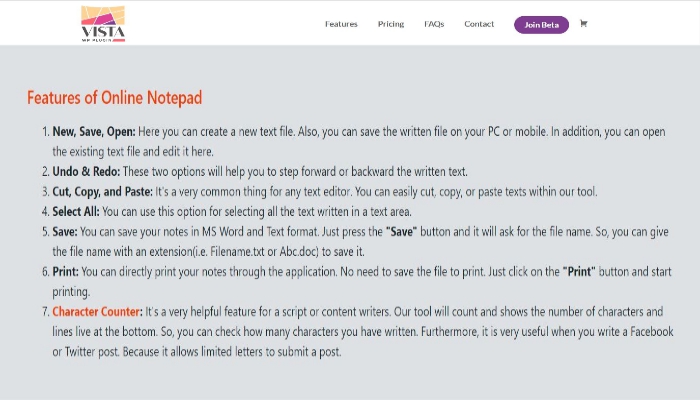 VISTA
WP PLUGIN
Features
Pricing
FAQs
Contact
Join Beta
Features of Online Notepad
1. New, Save, Open: Here you can create a new text file. Also, you can save the written file on your PC or mobile. In addition, you can open
the existing text file and edit it here.
2. Undo & Redo: These two options will help you to step forward or backward the written text.
3. Cut, Copy, and Paste: It's a very common thing for any text editor. You can easily cut, copy, or paste texts within our tool.
4. Select All: You can use this option for selecting all the text written in a text area.
5. Save: You can save your notes in MS Word and Text format. Just press the "Save" button and it will ask for the file name. So, you can give
the file name with an extension(i.e. Filename.txt or Abc.doc) to save it.
6. Print: You can directly print your notes through the application. No need to save the file to print. Just click on the "Print" button and start
printing.
7. Character Counter: It's a very helpful feature for a script or content writers. Our tool will count and shows the number of characters and
lines live at the bottom. So, you can check how many characters you have written. Furthermore, it is very useful when you write a Facebook
or Twitter post. Because it allows limited letters to submit a post.